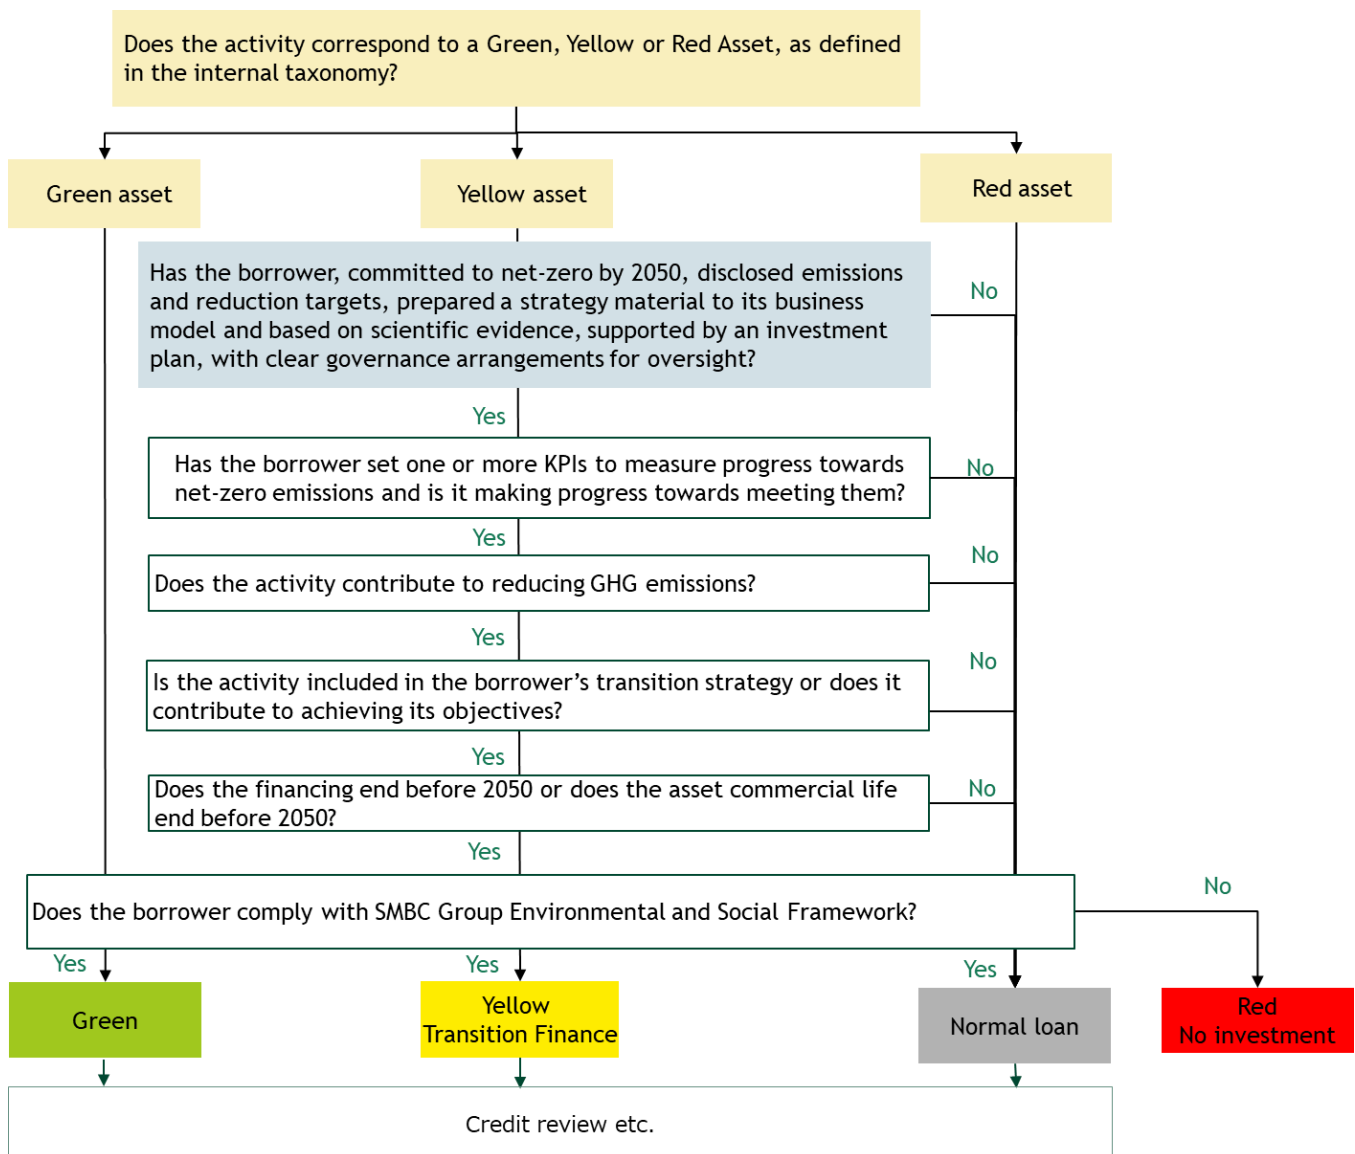 Does the activity correspond to a Green, Yellow or Red Asset, as defined
in the internal taxonomy?
Green asset
Yellow asset
Red asset
Has the borrower, committed to net-zero by 2050, disclosed emissions
and reduction targets, prepared a strategy material to its business
model and based on scientific evidence, supported by an investment
plan, with clear governance arrangements for oversight?
No
Yes
Has the borrower set one or more KPIs to measure progress towards
net-zero emissions and is it making progress towards meeting them?
No
Yes
Does the activity contribute to reducing GHG emissions?
No
Yes
Is the activity included in the borrower’s transition strategy or does it
contribute to achieving its objectives?
No
Yes
Does the financing end before 2050 or does the asset commercial life
end before 2050?
No
Yes
Does the borrower comply with SMBC Group Environmental and Social Framework?
No
Yes
Yes
Yes
Green
Yellow
Transition Finance
Normal loan
Red
No investment
Credit review etc.